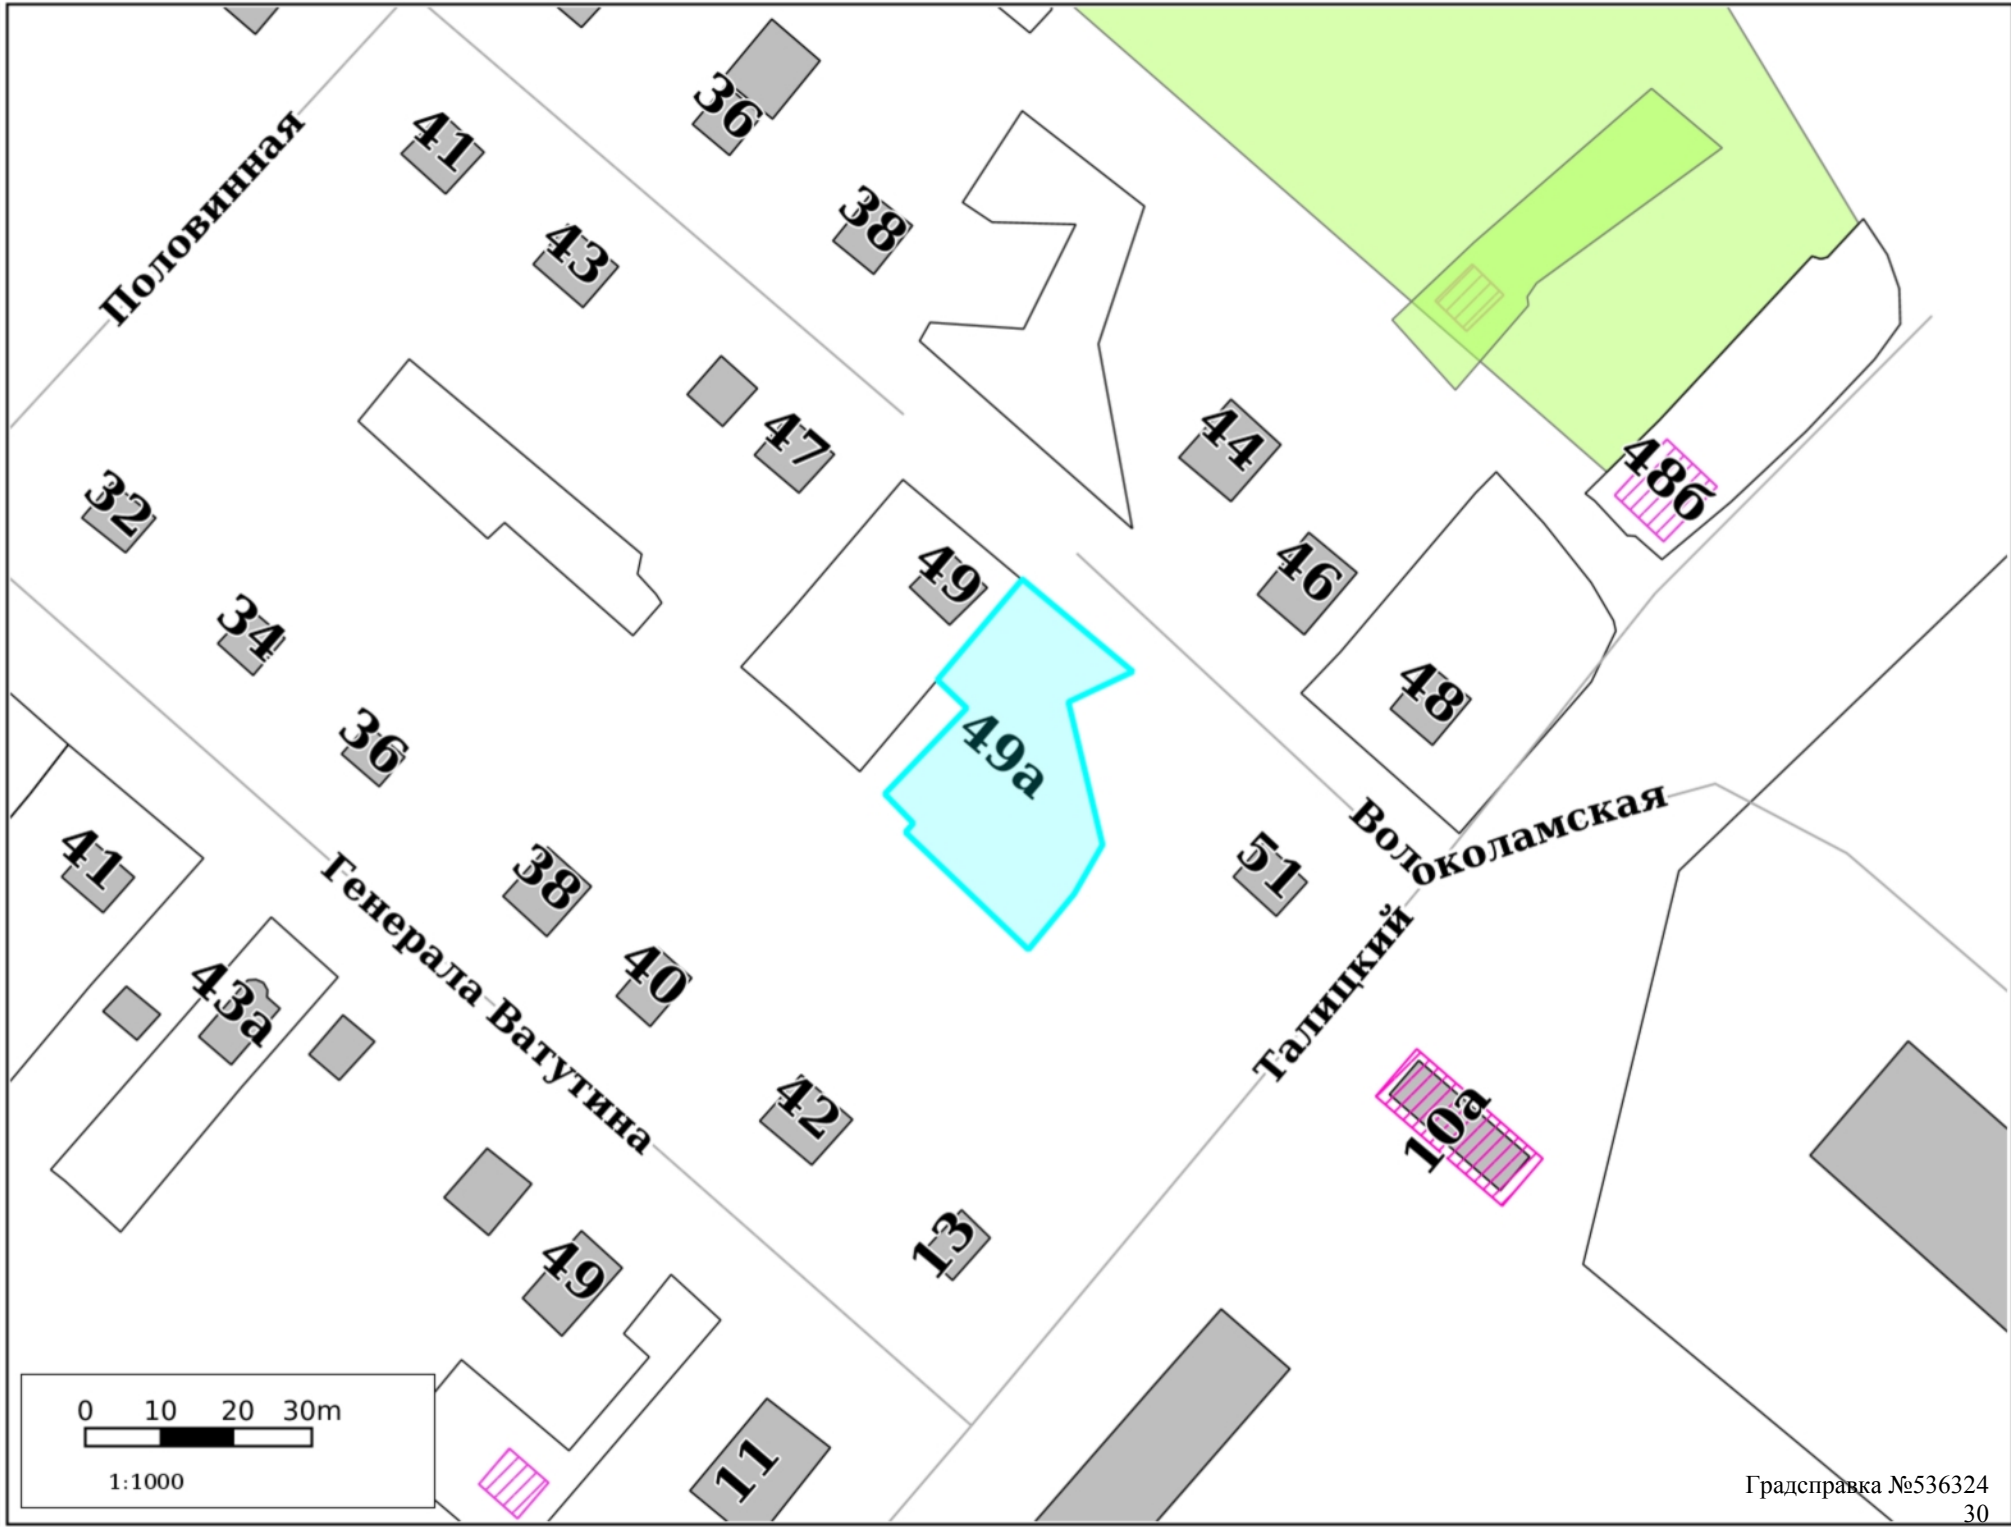 36
41
Половинная
38
43
44
47
48б
32
49
46
34
48
36
49а
Волоколамская
41
51
38
Генерала Ватутина
Талицкий
40
43а
42
10а
13
49
11
0 10 20 30m
1:1000
Градсправка №536324
30